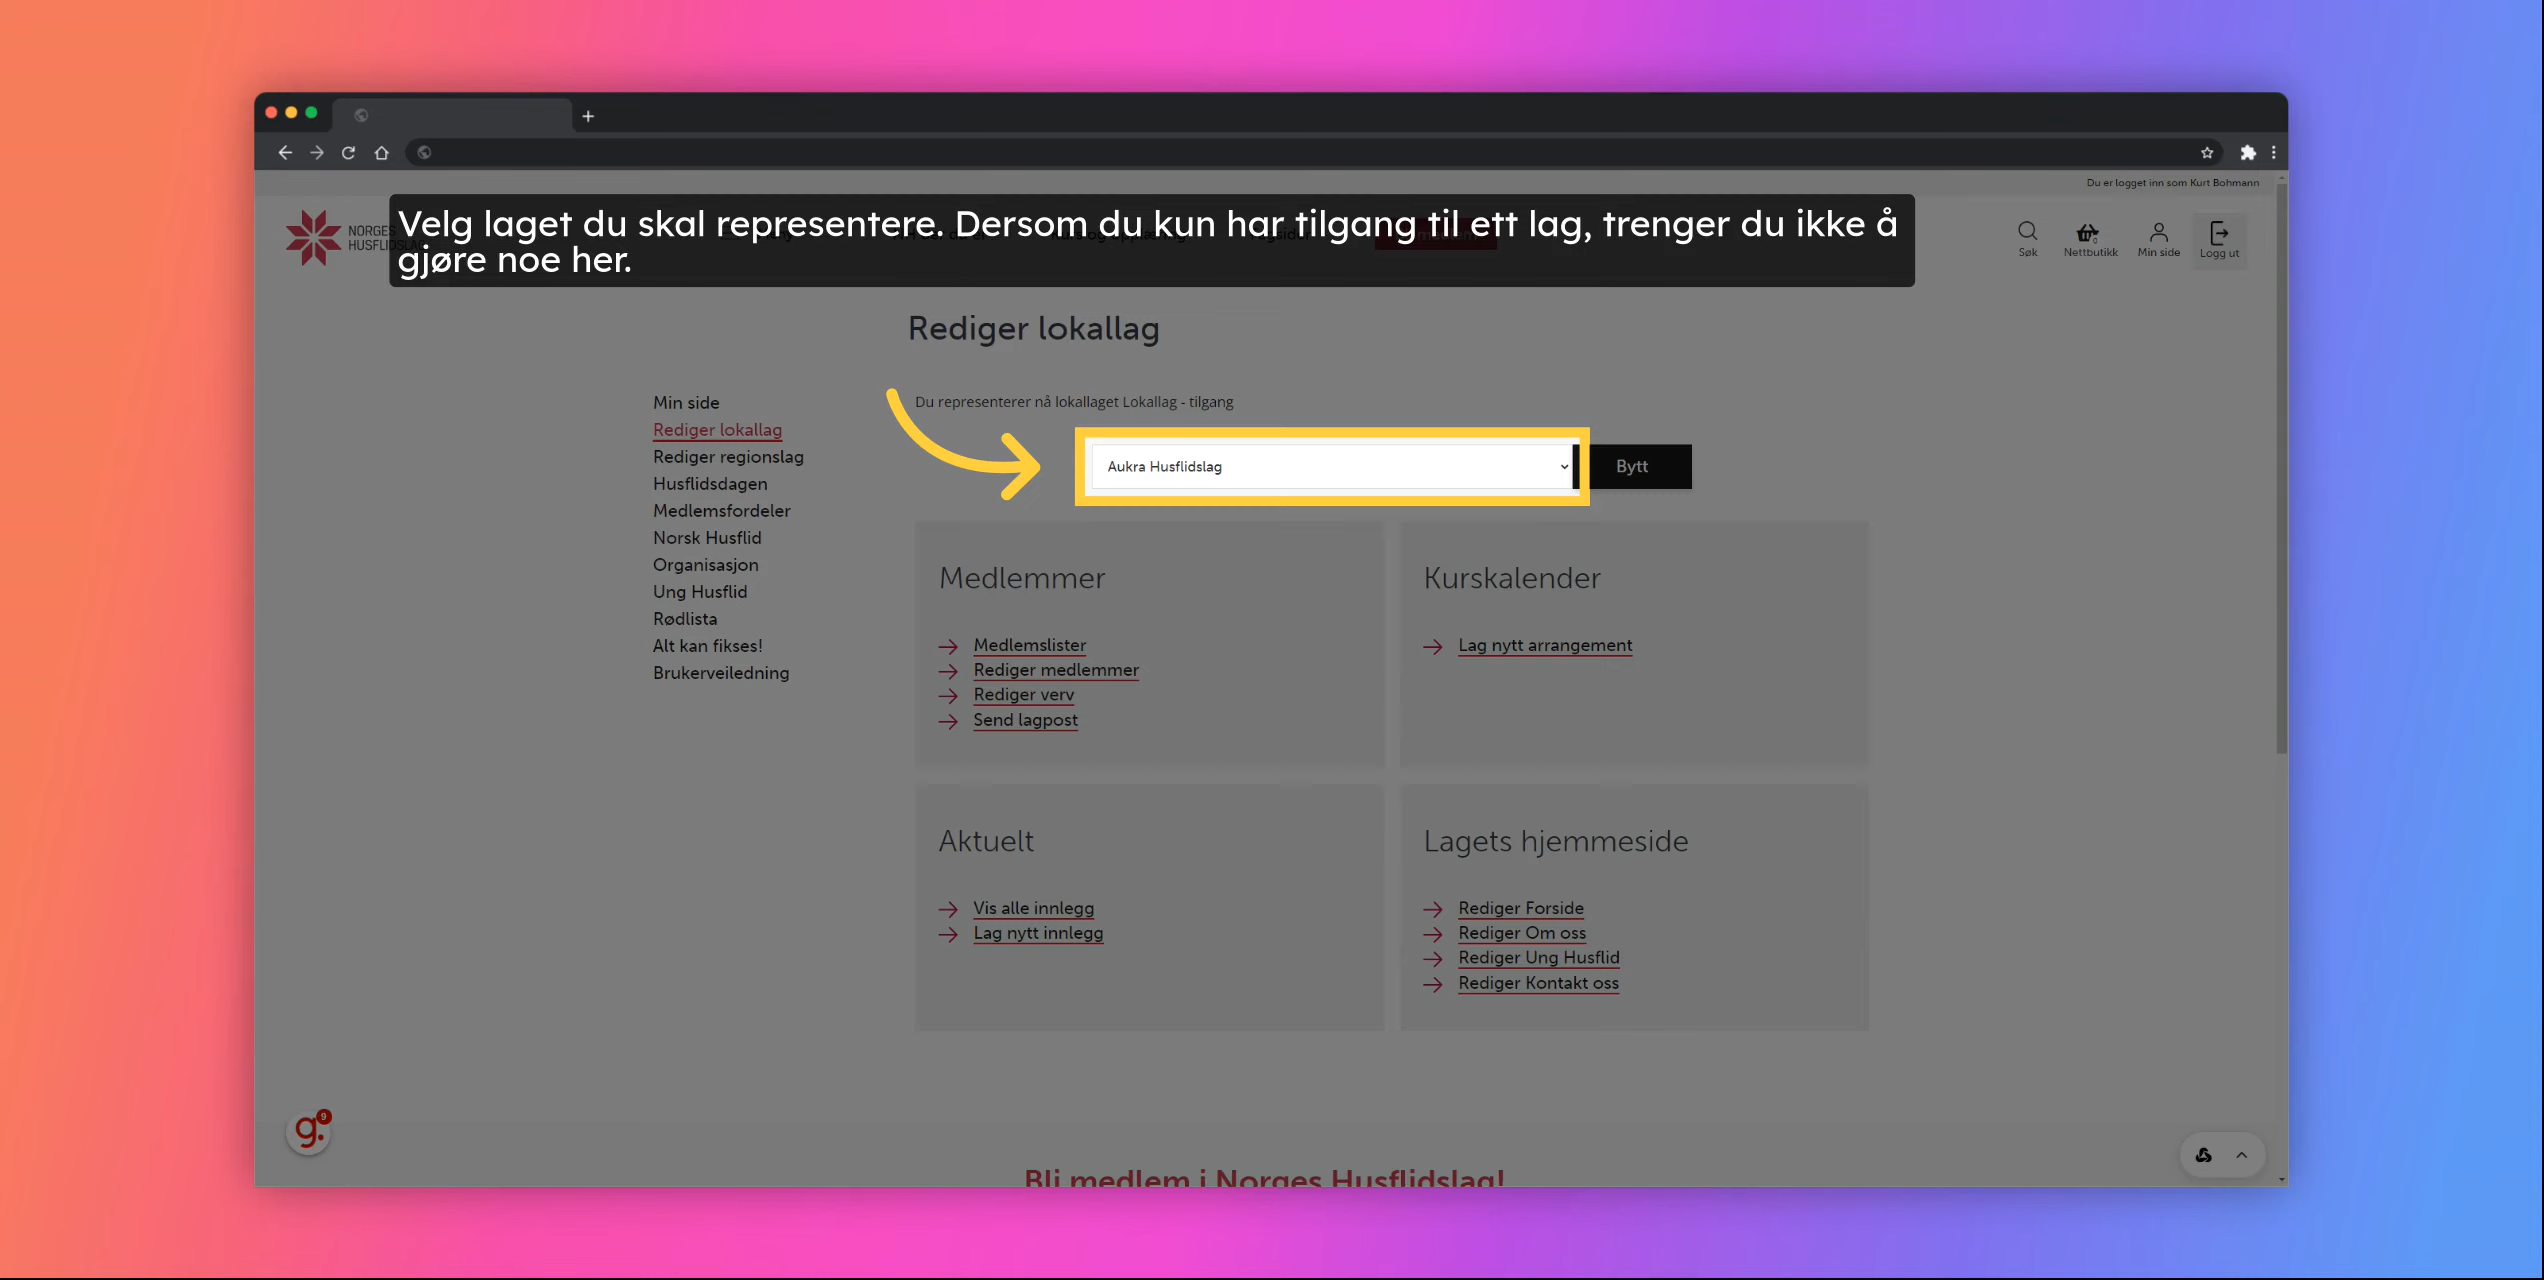 Du er logget inn som Kurt Bohmann
Velg laget du skal representere. Dersom du kun har tilgang til ett lag, trenger du ikke å
gjøre noe her.
NORGES
HUSFLIDSLAG
Søk
Nettbutikk
Min side
Logg ut
Rediger lokallag
Min side
Rediger lokallag
Rediger regionslag
Husflidsdagen
Medlemsfordeler
Norsk Husflid
Organisasjon
Ung Husflid
Rødlista
Alt kan fikses!
Brukerveiledning
Du representerer nå lokallaget Lokallag - tilgang
Aukra Husflidslag
Bytt
Medlemmer
Medlemslister
Rediger medlemmer
Rediger verv
Send lagpost
Kurskalender
Lag nytt arrangement
Aktuelt
Vis alle innlegg
Lag nytt innlegg
Lagets hjemmeside
Rediger Forside
Rediger Om oss
Rediger Ung Husflid
Rediger Kontakt oss
g.
9
Bli medlem i Norges Husflidslag!